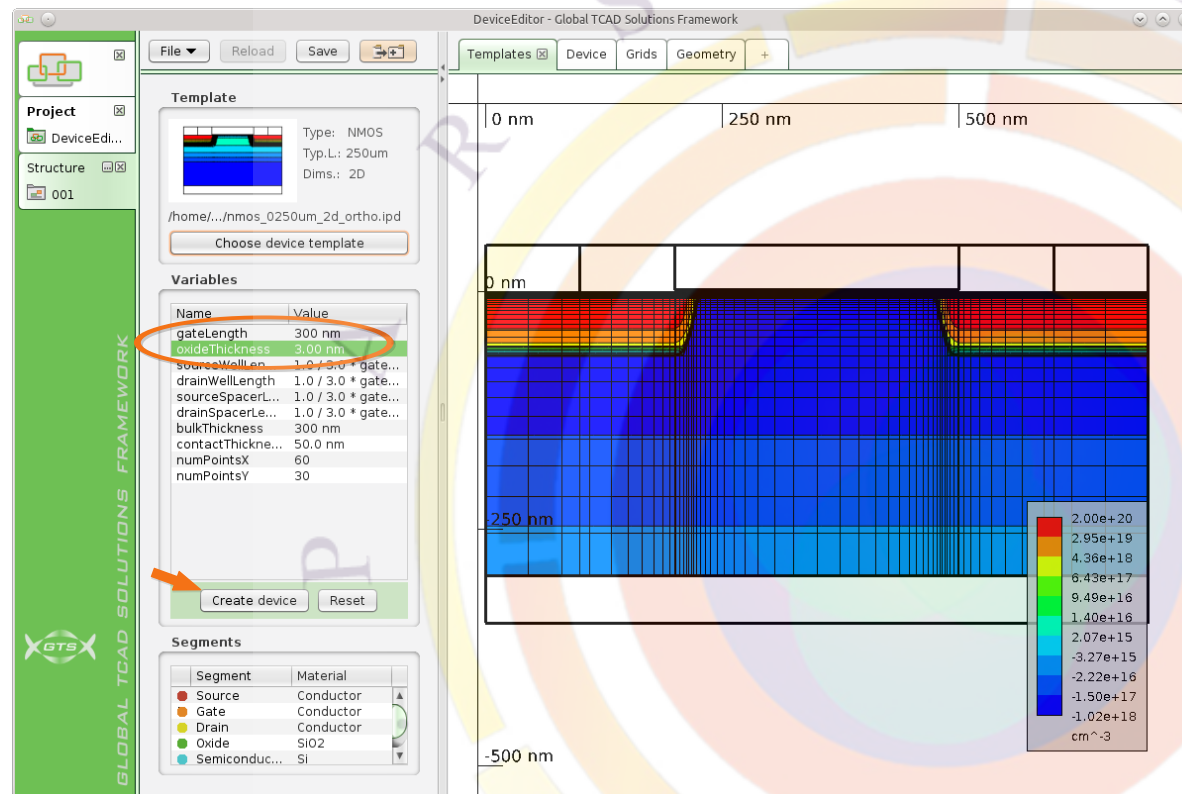 DeviceEditor - Global TCAD Solutions Framework
File
Reload
Save
Templates
Device
Grids
Geometry
+
Project
DeviceEdi...
Structure
001
Template
Type: NMOS
Typ.L.: 250um
Dims.: 2D
/home/.../nmos_0250um_2d_ortho.ipd
Choose device template
Variables
Name Value
gateLength 300 nm
oxideThickness 3.00 nm
sourceWellLen... 1.0 / 3.0 * gate...
drainWellLength 1.0 / 3.0 * gate...
sourceSpacerL... 1.0 / 3.0 * gate...
drainSpacerLe... 1.0 / 3.0 * gate...
bulkThickness 300 nm
contactThickne... 50.0 nm
numPointsX 60
numPointsY 30
Create device
Reset
Segments
Segment Material
Source Conductor
Gate Conductor
Drain Conductor
Oxide SiO2
Semiconduc... Si
GLOBAL TCAD SOLUTIONS FRAMEWORK
GTS
0 nm
250 nm
500 nm
0 nm
-250 nm
-500 nm
2.00e+20
2.95e+19
4.36e+18
6.43e+17
9.49e+16
1.40e+16
2.07e+15
-3.27e+15
-2.22e+16
-1.50e+17
-1.02e+18
cm^-3